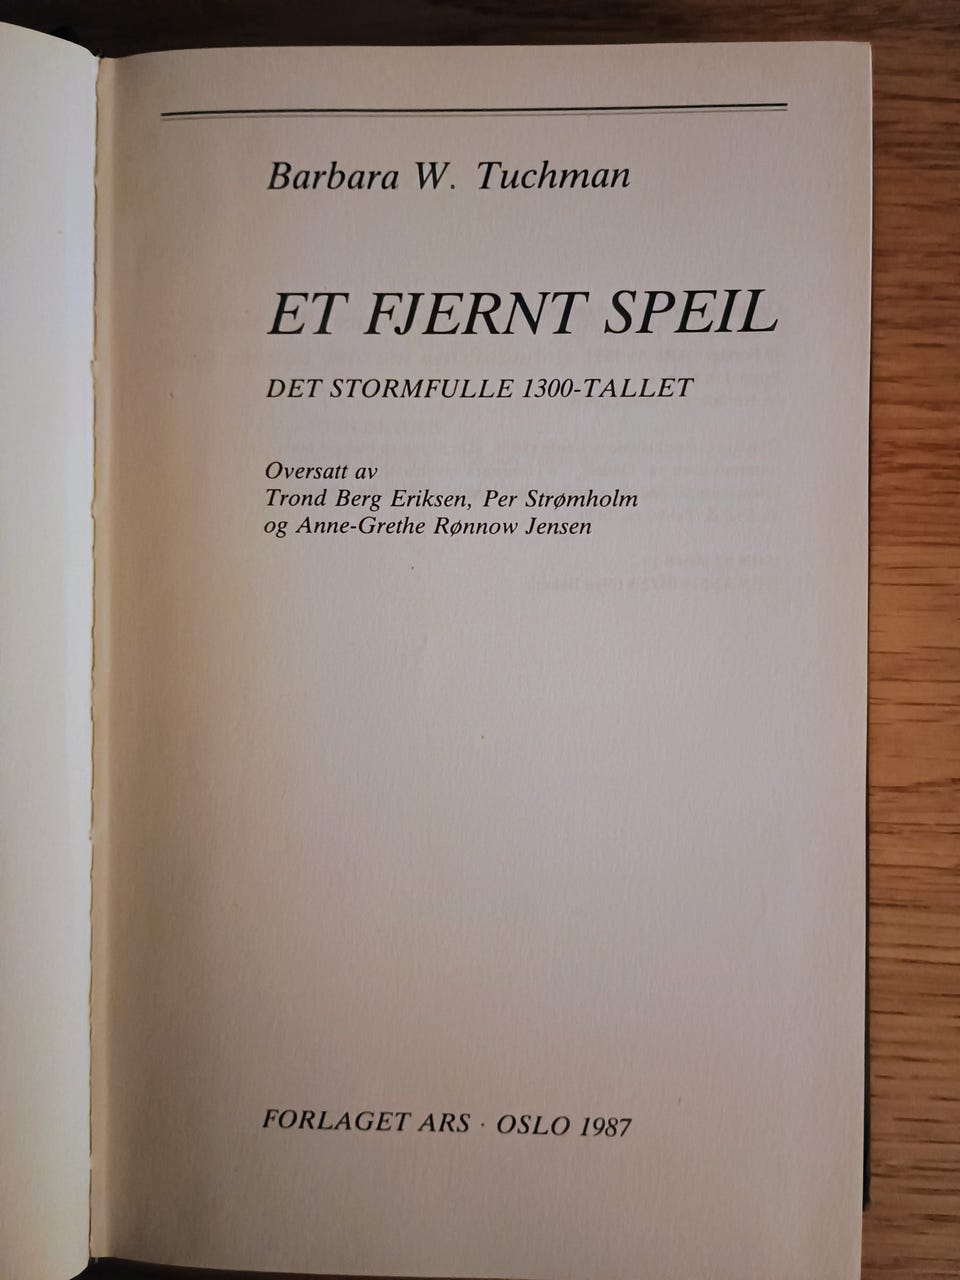 Barbara W. Tuchman
ET FJERNT SPEIL
DET STORMFULLE 1300-TALLET
Oversatt av
Trond Berg Eriksen, Per Strømholm
og Anne-Grethe Rønnow Jensen
FORLAGET ARS · OSLO 1987